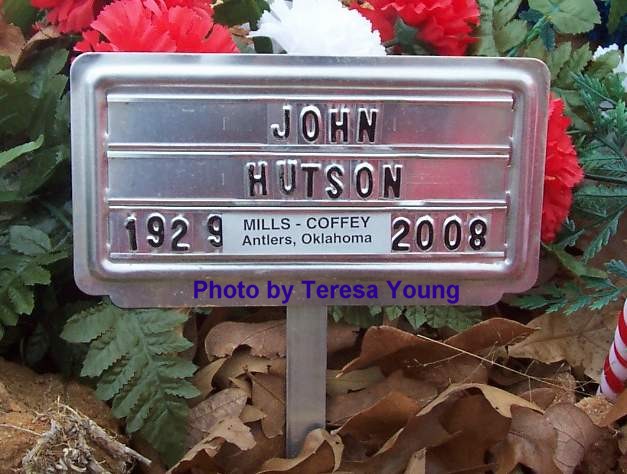 JOHN
HUTSON
1929 MILLS - COFFEY 2008
Antlers, Oklahoma
Photo by Teresa Young